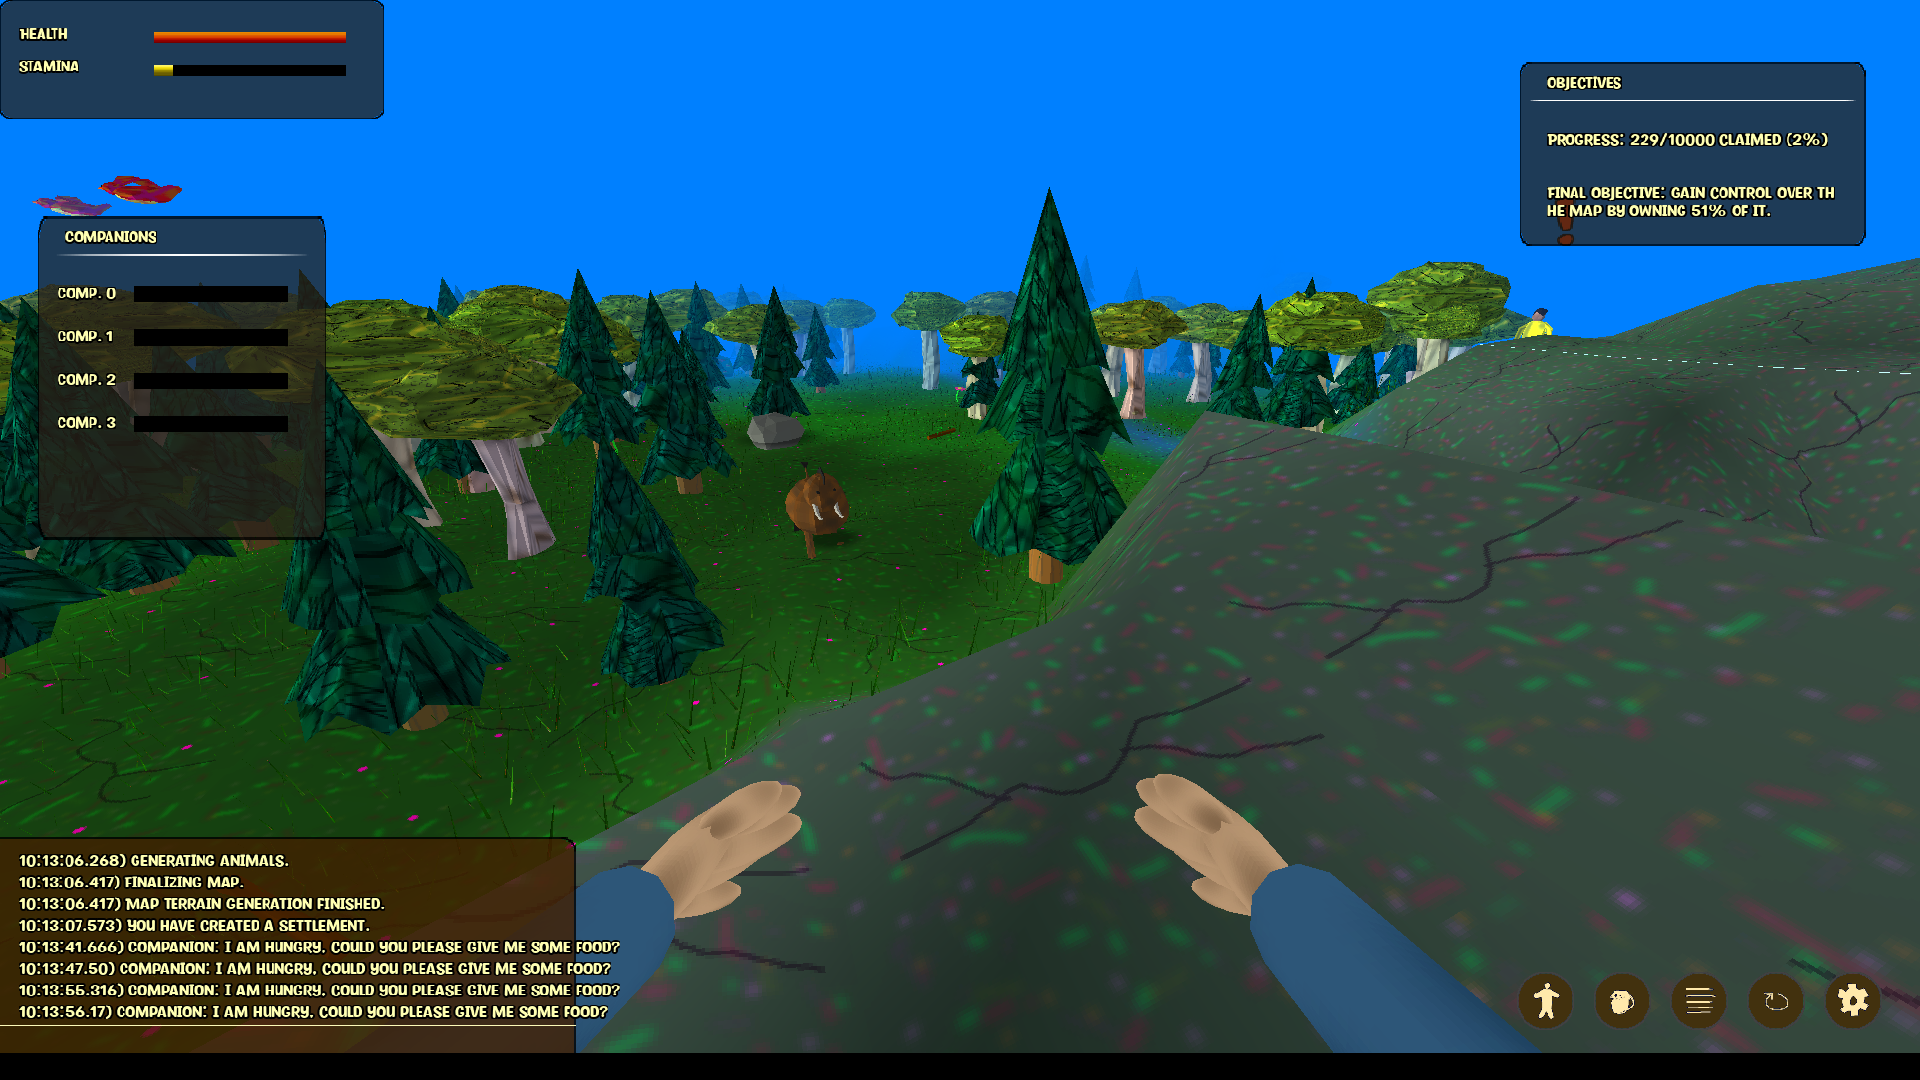 HEALTH
STAMINA
OBJECTIVES
PROGRESS: 229/10000 CLAIMED (2%)
FINAL OBJECTIVE: GAIN CONTROL OVER TH
HE MAP BY OWNING 51% OF IT.
COMPANIONS
COMP. 0
COMP. 1
COMP. 2
COMP. 3
10:13:06.268) GENERATING ANIMALS.
10:13:06.417) FINALIZING MAP.
10:13:06.417) MAP TERRAIN GENERATION FINISHED.
10:13:07.573) YOU HAVE CREATED A SETTLEMENT.
10:13:41.666) COMPANION: I AM HUNGRY, COULD YOU PLEASE GIVE ME SOME FOOD?
10:13:47.50) COMPANION: I AM HUNGRY, COULD YOU PLEASE GIVE ME SOME FOOD?
10:13:55.316) COMPANION: I AM HUNGRY, COULD YOU PLEASE GIVE ME SOME FOOD?
10:13:56.17) COMPANION: I AM HUNGRY, COULD YOU PLEASE GIVE ME SOME FOOD?